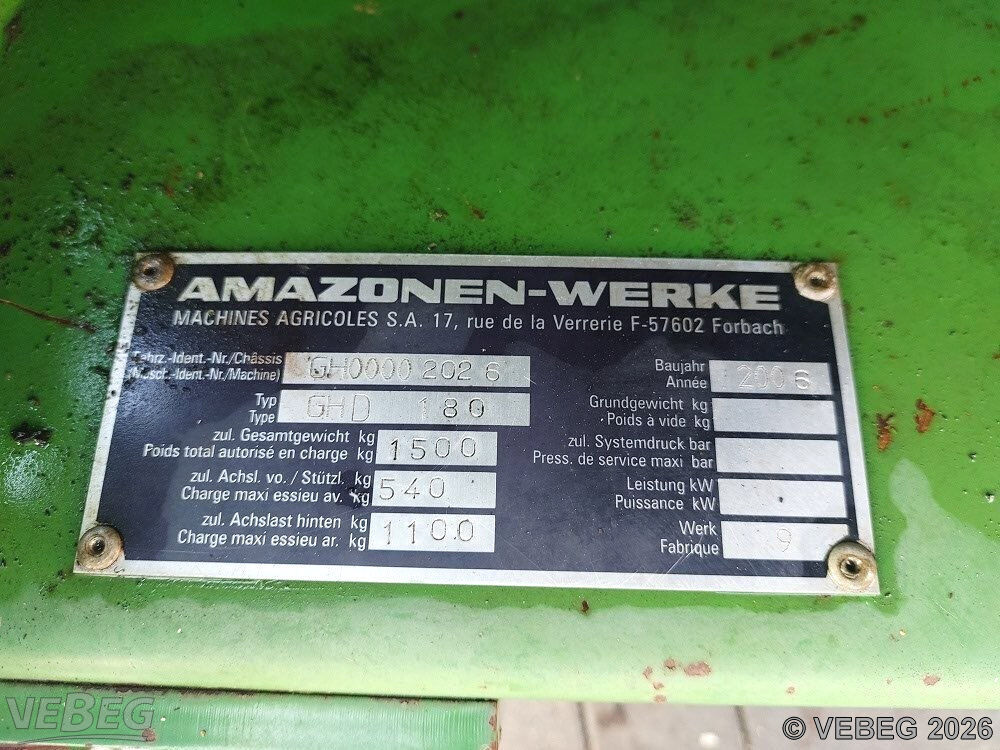 AMAZONEN-WERKE
MACHINES AGRICOLES S.A. 17, rue de la Verrerie F-57602 Forbach
Fahrz.-Ident.-Nr./Châssis
(Masch.-Ident.-Nr./Machine)
GH0000 2026
Typ
Type
GHD 180
zul. Gesamtgewicht kg
Poids total autorisé en charge kg
1500
zul. Achsl. vo. / Stützl. kg
Charge maxi essieu av. kg
540
zul. Achslast hinten kg
Charge maxi essieu ar. kg
1100
Baujahr
Année
2006
Grundgewicht kg
Poids à vide kg
zul. Systemdruck bar
Press. de service maxi bar
Leistung kW
Puissance kW
Werk
Fabrique
9
VEBEG
© VEBEG 2026